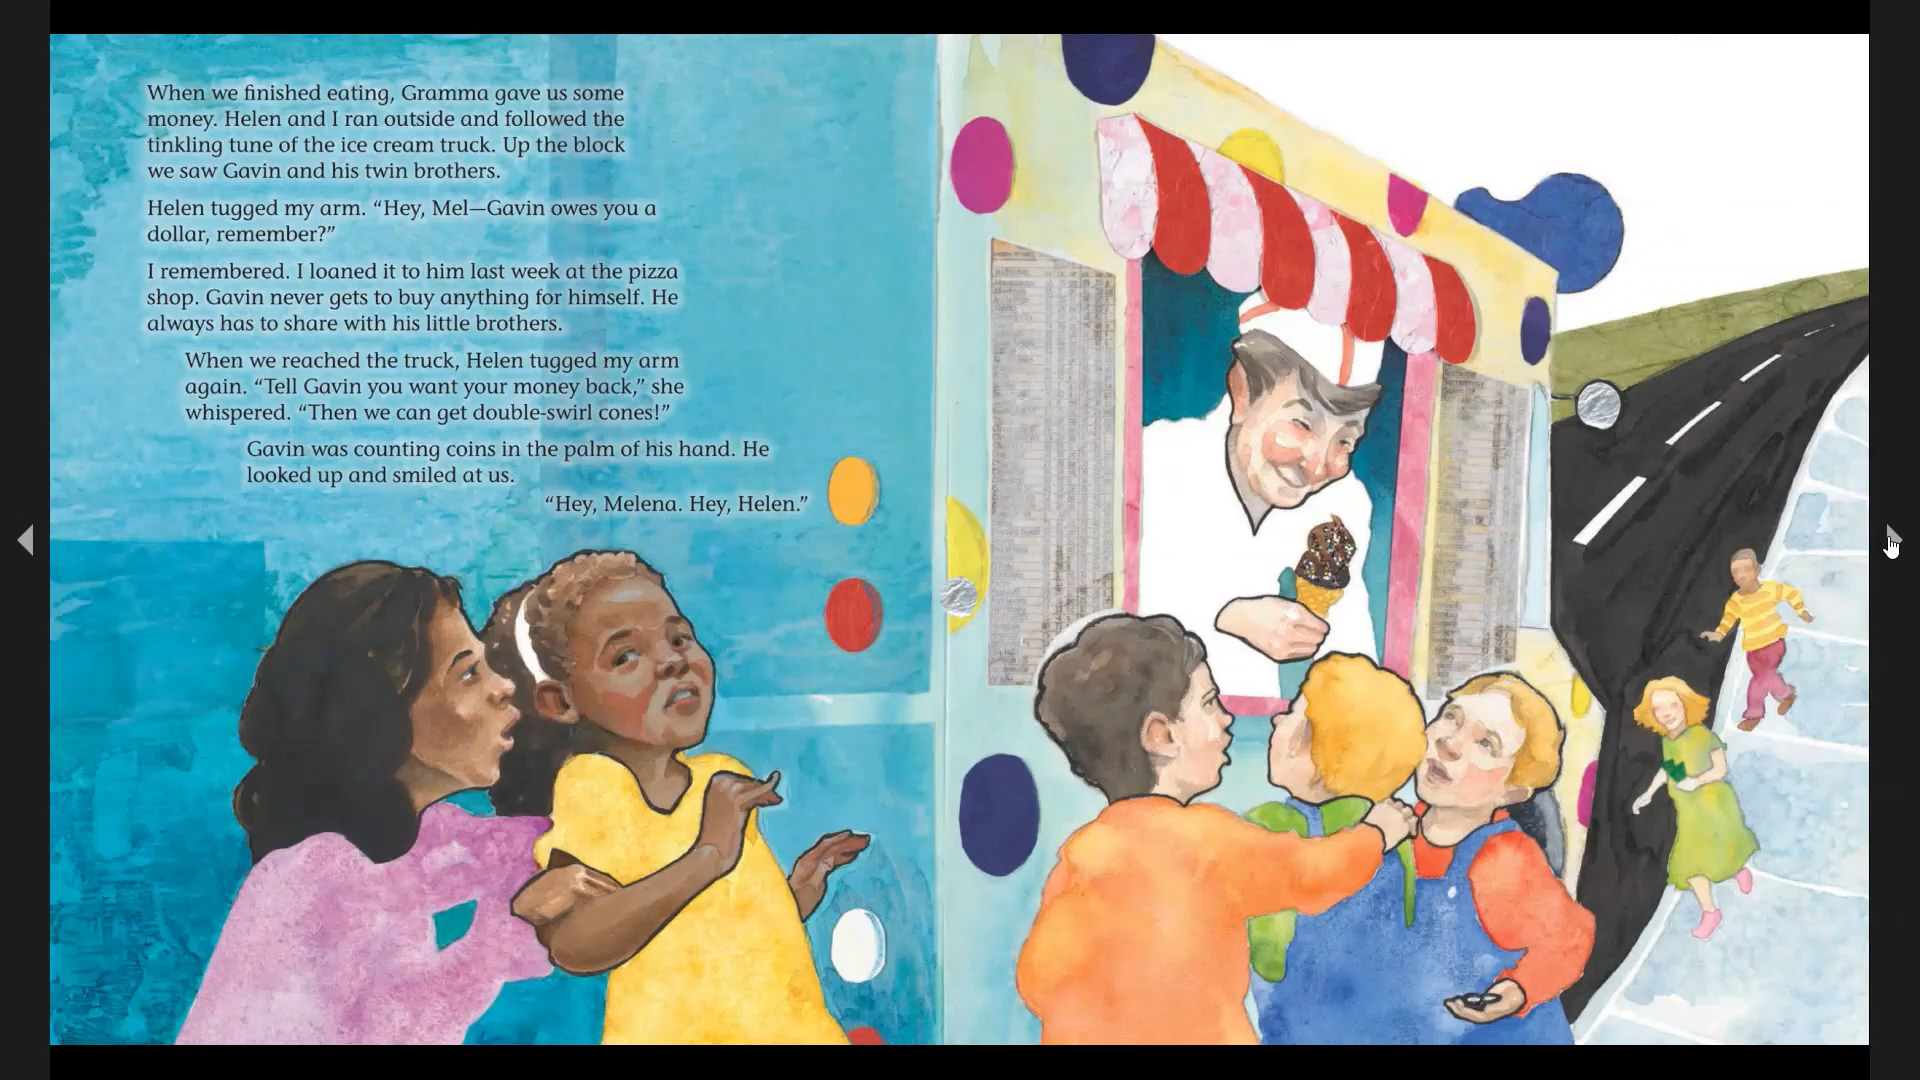 When we finished eating, Gramma gave us some
money. Helen and I ran outside and followed the
tinkling tune of the ice cream truck. Up the block
we saw Gavin and his twin brothers.
Helen tugged my arm. “Hey, Mel—Gavin owes you a
dollar, remember?”
I remembered. I loaned it to him last week at the pizza
shop. Gavin never gets to buy anything for himself. He
always has to share with his little brothers.
When we reached the truck, Helen tugged my arm
again. “Tell Gavin you want your money back,” she
whispered. “Then we can get double-swirl cones!”
Gavin was counting coins in the palm of his hand. He
looked up and smiled at us.
“Hey, Melena. Hey, Helen.”